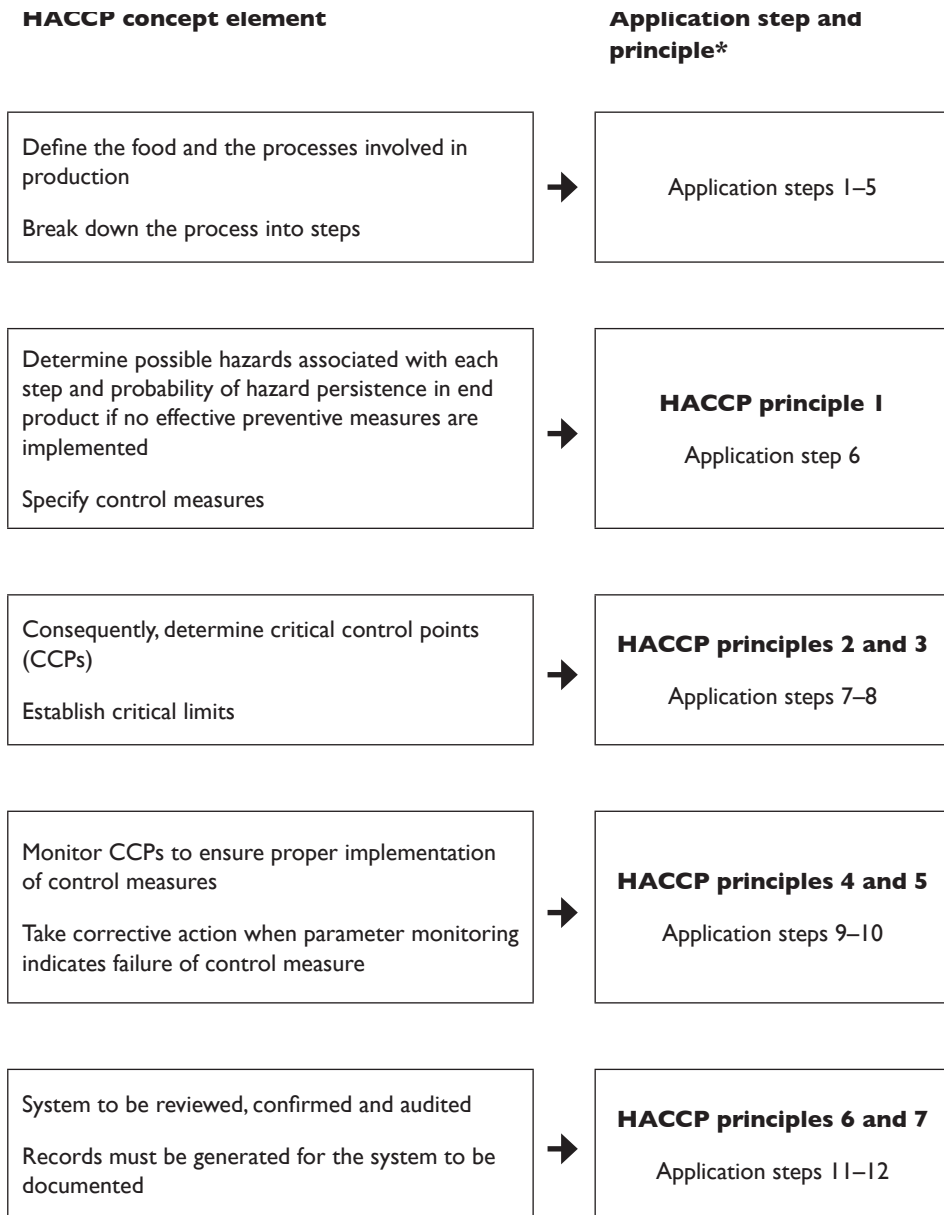 HACCP concept element
Application step and
principle*
Define the food and the processes involved in
production
Break down the process into steps
Application steps 1–5
Determine possible hazards associated with each
step and probability of hazard persistence in end
product if no effective preventive measures are
implemented
Specify control measures
HACCP principle 1
Application step 6
Consequently, determine critical control points
(CCPs)
Establish critical limits
HACCP principles 2 and 3
Application steps 7–8
Monitor CCPs to ensure proper implementation
of control measures
Take corrective action when parameter monitoring
indicates failure of control measure
HACCP principles 4 and 5
Application steps 9–10
System to be reviewed, confirmed and audited
Records must be generated for the system to be
documented
HACCP principles 6 and 7
Application steps 11–12